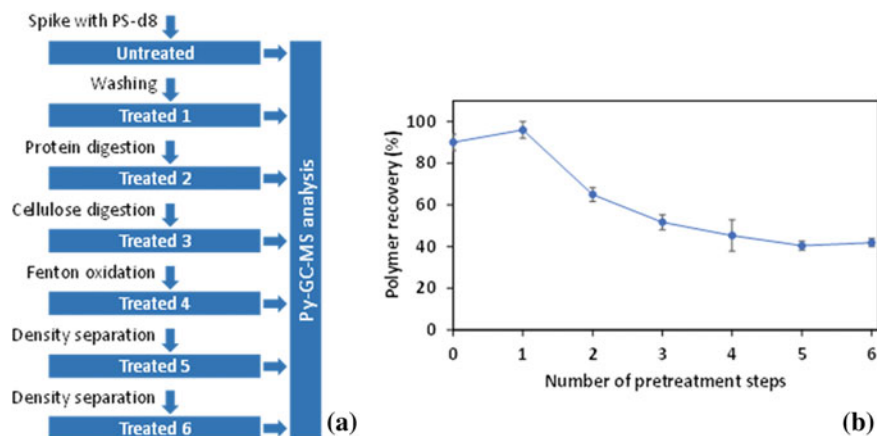 Spike with PS-d8
Untreated
Washing
Treated 1
Protein digestion
Treated 2
Cellulose digestion
Treated 3
Fenton oxidation
Treated 4
Density separation
Treated 5
Density separation
Treated 6
Py-GC-MS analysis
(a)
Polymer recovery (%)
100
80
60
40
20
0
0 1 2 3 4 5 6
Number of pretreatment steps
(b)